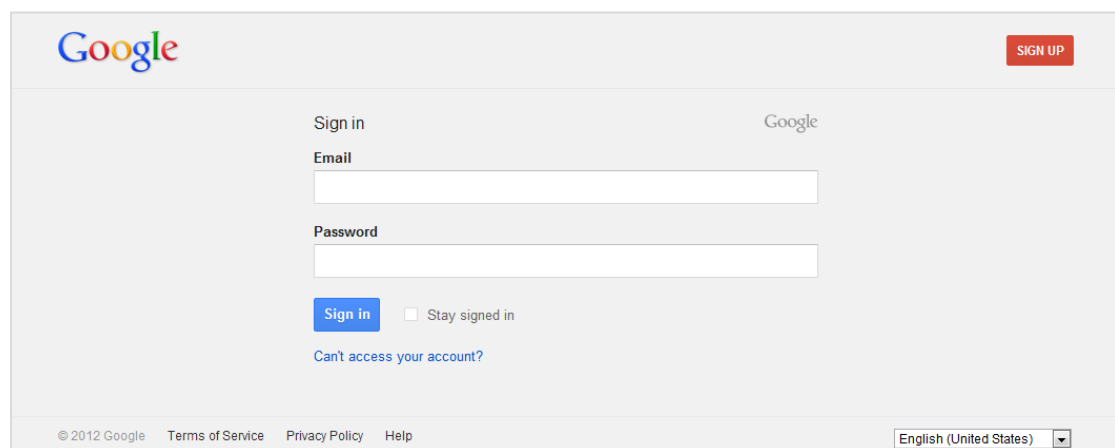 Google
SIGN UP
Sign in Google
Email
Password
Sign in Stay signed in
Can't access your account?
© 2012 Google Terms of Service Privacy Policy Help English (United States)